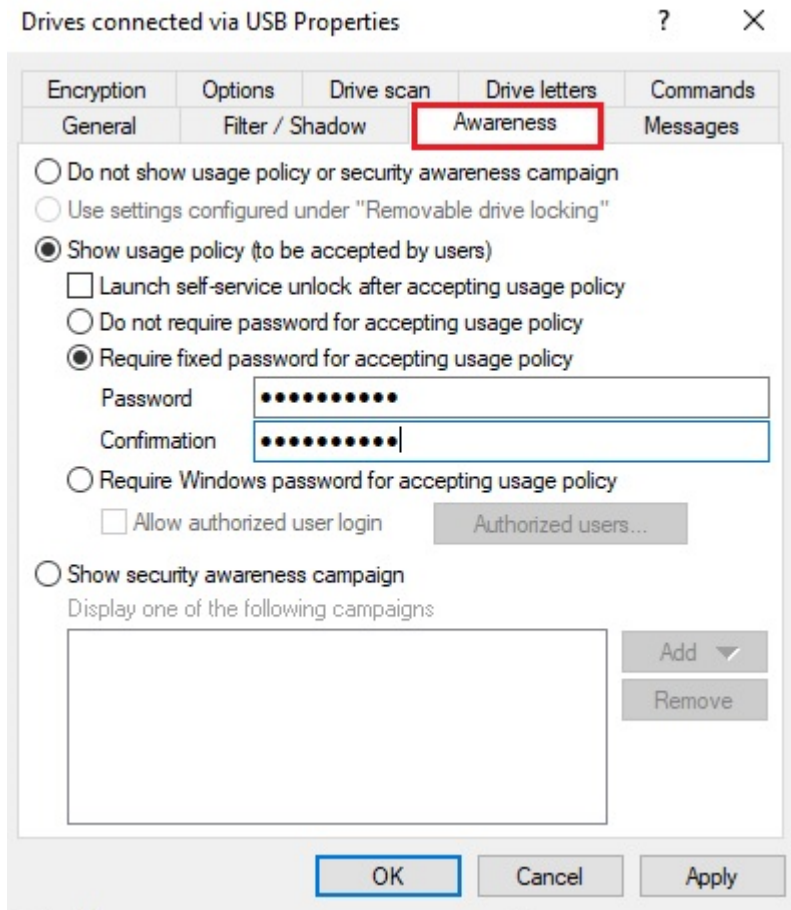 Drives connected via USB Properties
Encryption Options Drive scan Drive letters Commands
General Filter / Shadow Awareness Messages
Do not show usage policy or security awareness campaign
Use settings configured under "Removable drive locking"
Show usage policy (to be accepted by users)
Launch self-service unlock after accepting usage policy
Do not require password for accepting usage policy
Require fixed password for accepting usage policy
Password ●●●●●●●●●●
Confirmation ●●●●●●●●●●
Require Windows password for accepting usage policy
Allow authorized user login Authorized users...
Show security awareness campaign
Display one of the following campaigns
Add
Remove
OK Cancel Apply